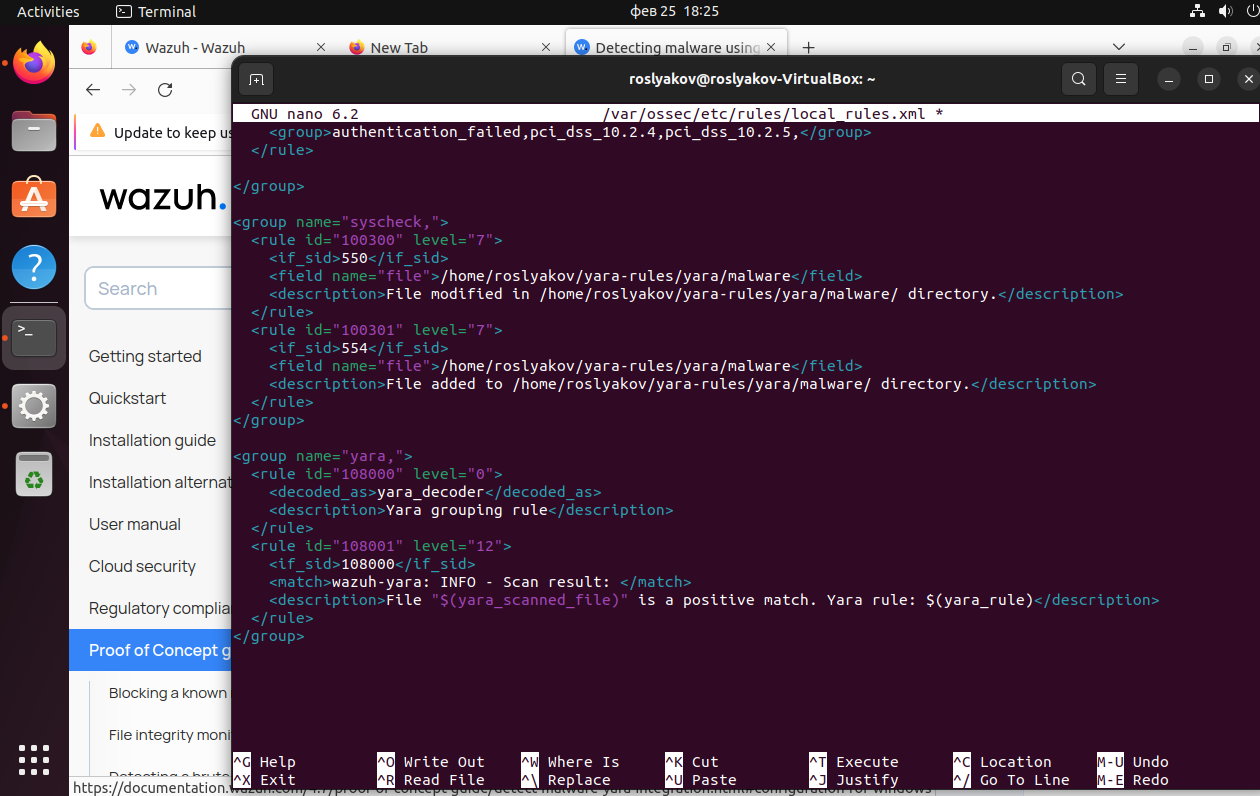 Activities
Terminal
фев 25 18:25
Wazuh - Wazuh
New Tab
Detecting malware using
roslyakov@roslyakov-VirtualBox: ~
Update to keep us
wazuh.
Search
Getting started
Quickstart
Installation guide
Installation alternat
User manual
Cloud security
Regulatory complia
Proof of Concept g
Blocking a known
File integrity moni
GNU nano 6.2 /var/ossec/etc/rules/local_rules.xml *
<group>authentication_failed,pci_dss_10.2.4,pci_dss_10.2.5,</group>
</rule>
</group>
<group name="syscheck,">
<rule id="100300" level="7">
<if_sid>550</if_sid>
<field name="file">/home/roslyakov/yara-rules/yara/malware</field>
<description>File modified in /home/roslyakov/yara-rules/yara/malware/ directory.</description>
</rule>
<rule id="100301" level="7">
<if_sid>554</if_sid>
<field name="file">/home/roslyakov/yara-rules/yara/malware</field>
<description>File added to /home/roslyakov/yara-rules/yara/malware/ directory.</description>
</rule>
</group>
<group name="yara,">
<rule id="108000" level="0">
<decoded_as>yara_decoder</decoded_as>
<description>Yara grouping rule</description>
</rule>
<rule id="108001" level="12">
<if_sid>108000</if_sid>
<match>wazuh-yara: INFO - Scan result: </match>
<description>File "$(yara_scanned_file)" is a positive match. Yara rule: $(yara_rule)</description>
</rule>
</group>
^G Help ^O Write Out ^W Where Is ^K Cut ^T Execute ^C Location M-U Undo
^X Exit ^R Read File ^\ Replace ^U Paste ^J Justify ^/ Go To Line M-E Redo